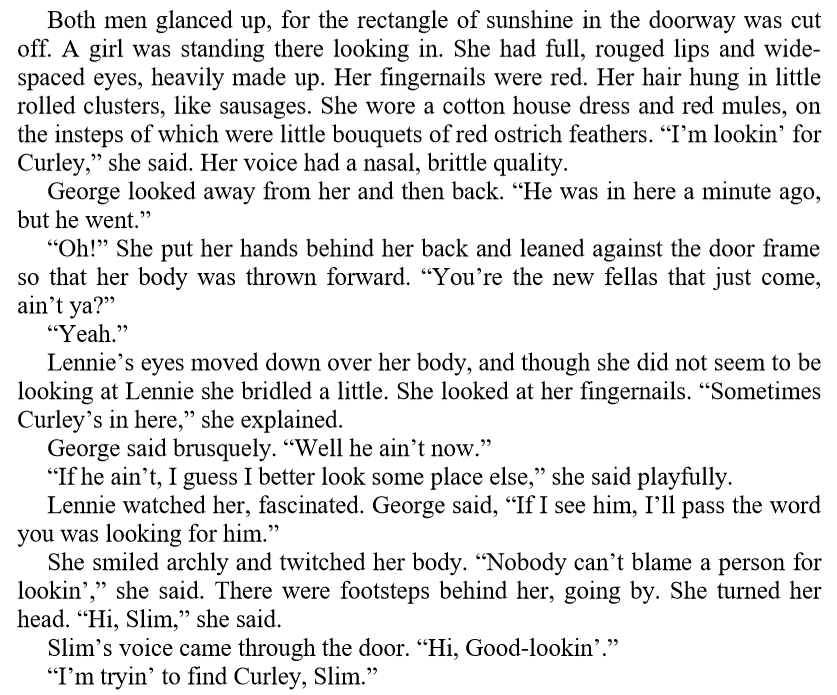 Both men glanced up, for the rectangle of sunshine in the doorway was cut
off. A girl was standing there looking in. She had full, rouged lips and wide-
spaced eyes, heavily made up. Her fingernails were red. Her hair hung in little
rolled clusters, like sausages. She wore a cotton house dress and red mules, on
the insteps of which were little bouquets of red ostrich feathers. “I’m lookin’ for
Curley,” she said. Her voice had a nasal, brittle quality.
George looked away from her and then back. “He was in here a minute ago,
but he went.”
“Oh!” She put her hands behind her back and leaned against the door frame
so that her body was thrown forward. “You’re the new fellas that just come,
ain’t ya?”
“Yeah.”
Lennie’s eyes moved down over her body, and though she did not seem to be
looking at Lennie she bridled a little. She looked at her fingernails. “Sometimes
Curley’s in here,” she explained.
George said brusquely. “Well he ain’t now.”
“If he ain’t, I guess I better look some place else,” she said playfully.
Lennie watched her, fascinated. George said, “If I see him, I’ll pass the word
you was looking for him.”
She smiled archly and twitched her body. “Nobody can’t blame a person for
lookin’,” she said. There were footsteps behind her, going by. She turned her
head. “Hi, Slim,” she said.
Slim’s voice came through the door. “Hi, Good-lookin’.”
“I’m tryin’ to find Curley, Slim.”